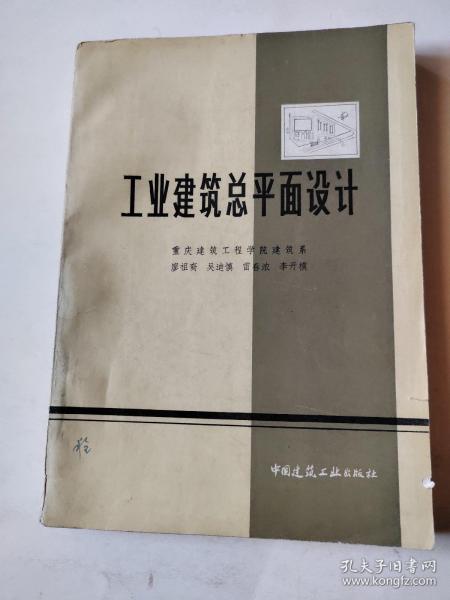 工业建筑总平面设计
重庆建筑工程学院建筑系
廖祖裔 吴迪慎 雷春浓 李开模
中国建筑工业出版社
孔夫子旧书网
www.kongfz.com